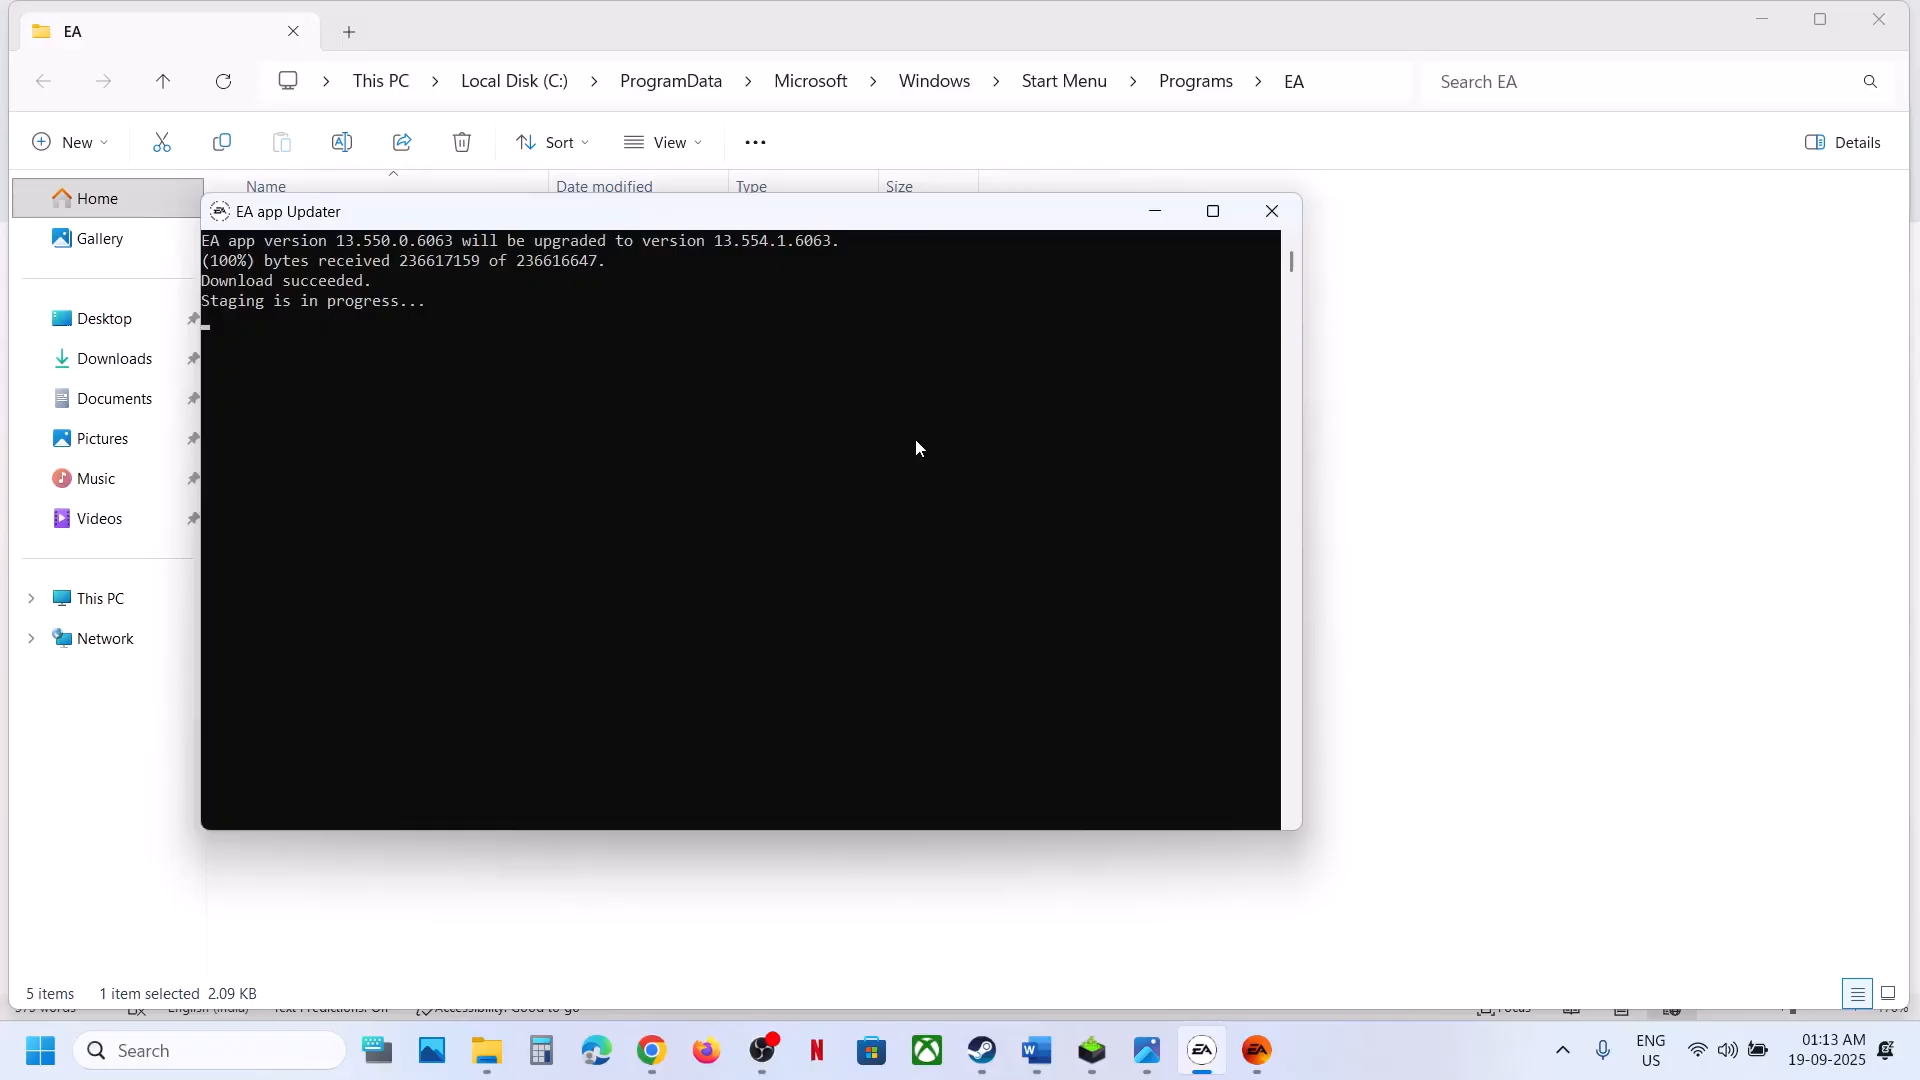 EA
This PC > Local Disk (C:) > ProgramData > Microsoft > Windows > Start Menu > Programs > EA
Search EA
New
Sort
View
Details
Name
Date modified
Type
Size
Home
Gallery
Desktop
Downloads
Documents
Pictures
Music
Videos
This PC
Network
EA app Updater
EA app version 13.550.0.6063 will be upgraded to version 13.554.1.6063.
(100%) bytes received 236617159 of 236616647.
Download succeeded.
Staging is in progress...
5 items 1 item selected 2.09 KB
Search
ENG
US
01:13 AM
19-09-2025